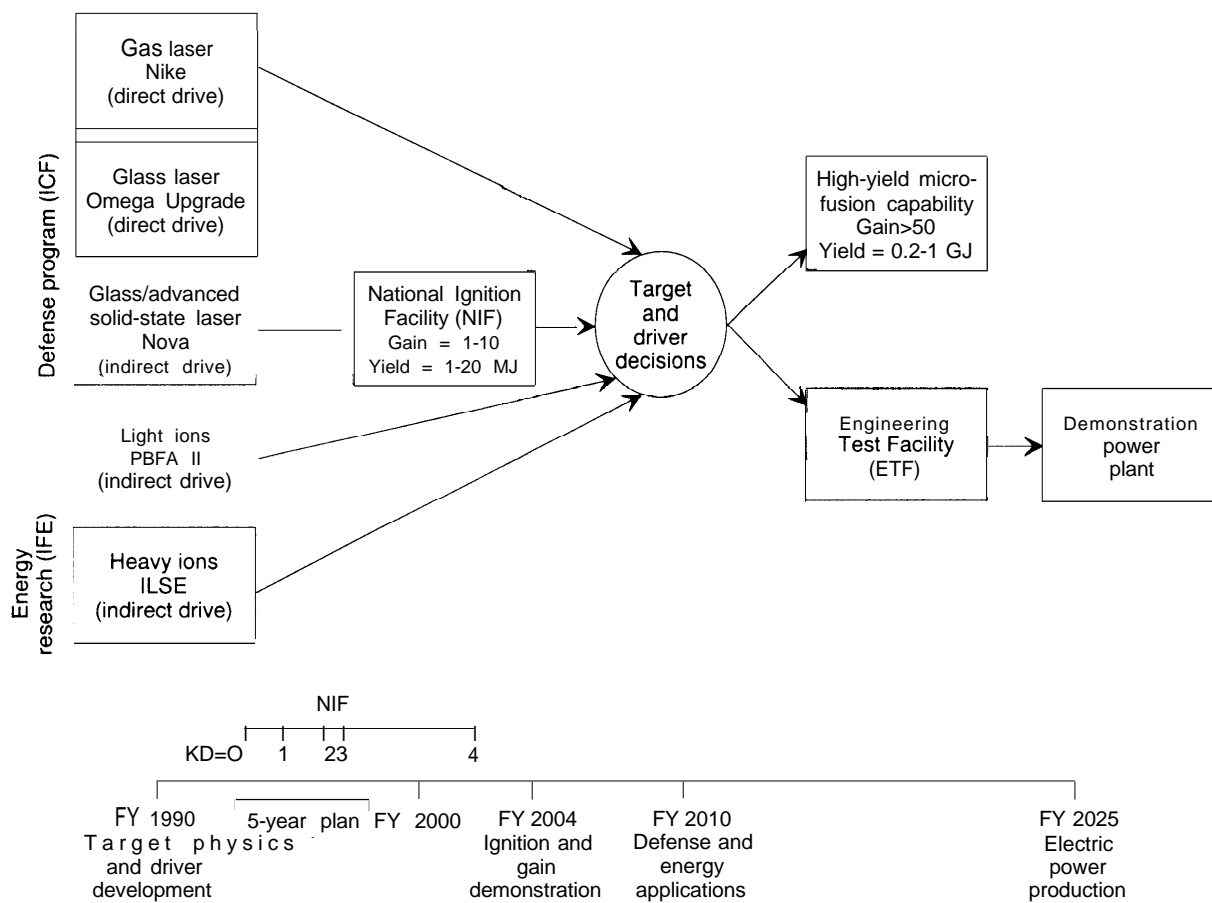 Gas laser
Nike
(direct drive)
Glass laser
Omega Upgrade
(direct drive)
Defense program (ICF)
Glass/advanced
solid-state laser
Nova
(indirect drive)
Light ions
PBFA II
(indirect drive)
Energy
research (IFE)
Heavy ions
ILSE
(indirect drive)
National Ignition
Facility (NIF)
Gain = 1-10
Yield = 1-20 MJ
Target
and
driver
decisions
High-yield micro-
fusion capability
Gain>50
Yield = 0.2-1 GJ
Engineering
Test Facility
(ETF)
Demonstration
power
plant
NIF
KD=O 1 23 4
FY 1990
Target physics
and driver
development
5-year plan
FY 2000
FY 2004
Ignition and
gain
demonstration
FY 2010
Defense and
energy
applications
FY 2025
Electric
power
production